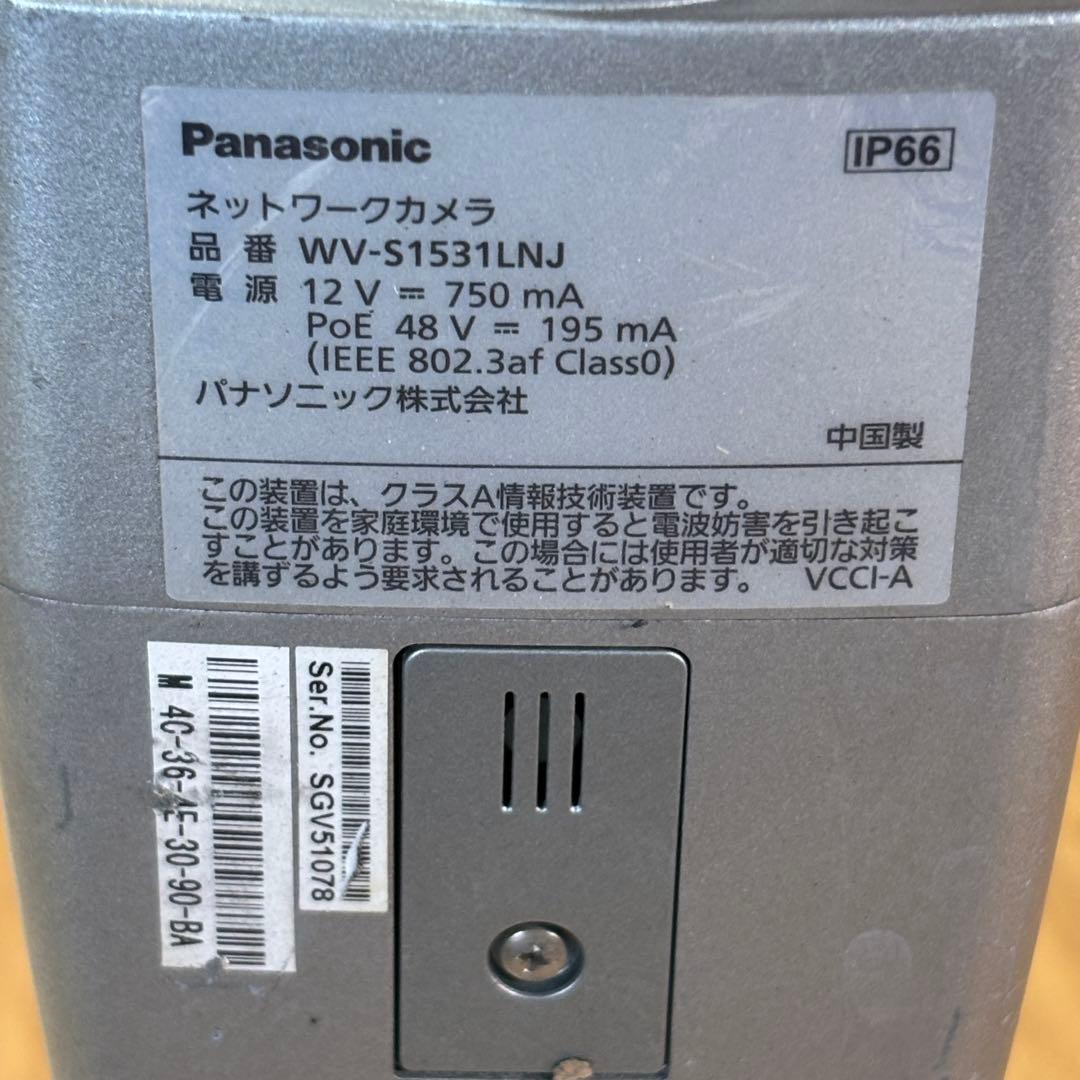 Panasonic
IP66
ネットワークカメラ
品番 WV-S1531LNJ
電源 12 V ⎓ 750 mA
PoE 48 V ⎓ 195 mA
(IEEE 802.3af Class0)
パナソニック株式会社
中国製
この装置は、クラスA情報技術装置です。
この装置を家庭環境で使用すると電波妨害を引き起こ
すことがあります。この場合には使用者が適切な対策
を講ずるよう要求されることがあります。 VCCI-A
Ser.No. SGV51078
M 4C-36-4E-30-90-BA